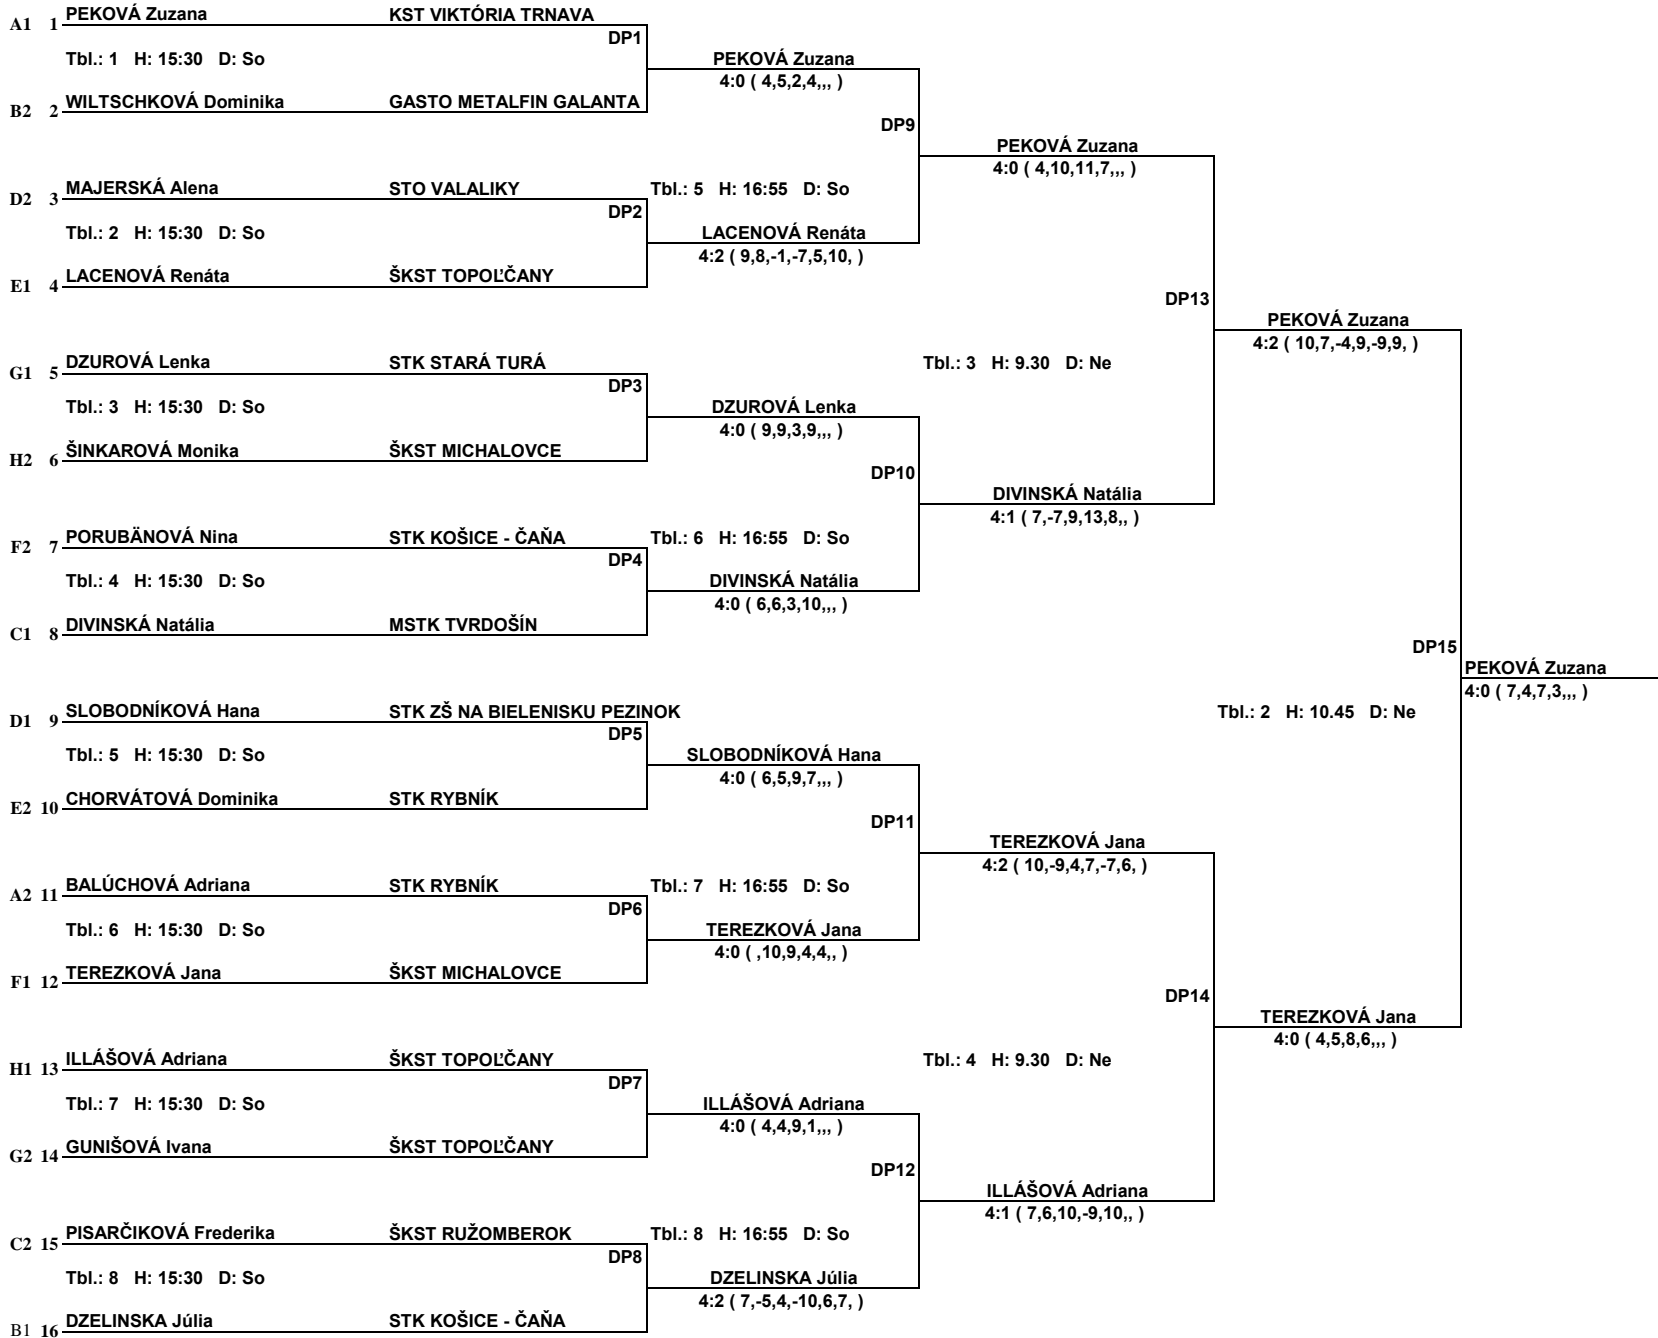 A1 1 PEKOVÁ Zuzana KST VIKTÓRIA TRNAVA
DP1
Tbl.: 1 H: 15:30 D: So PEKOVÁ Zuzana
4:0 ( 4,5,2,4,,, )
B2 2 WILTSCHKOVÁ Dominika GASTO METALFIN GALANTA
DP9
PEKOVÁ Zuzana
4:0 ( 4,10,11,7,,, )
D2 3 MAJERSKÁ Alena STO VALALIKY Tbl.: 5 H: 16:55 D: So
DP2
Tbl.: 2 H: 15:30 D: So LACENOVÁ Renáta
4:2 ( 9,8,-1,-7,5,10, )
E1 4 LACENOVÁ Renáta ŠKST TOPOĽČANY
DP13
PEKOVÁ Zuzana
4:2 ( 10,7,-4,9,-9,9, )
G1 5 DZUROVÁ Lenka STK STARÁ TURÁ Tbl.: 3 H: 9.30 D: Ne
DP3
Tbl.: 3 H: 15:30 D: So DZUROVÁ Lenka
4:0 ( 9,9,3,9,,, )
H2 6 ŠINKAROVÁ Monika ŠKST MICHALOVCE
DP10
DIVINSKÁ Natália
4:1 ( 7,-7,9,13,8,, )
F2 7 PORUBÄNOVÁ Nina STK KOŠICE - ČAŇA Tbl.: 6 H: 16:55 D: So
DP4
Tbl.: 4 H: 15:30 D: So DIVINSKÁ Natália
4:0 ( 6,6,3,10,,, )
C1 8 DIVINSKÁ Natália MSTK TVRDOŠÍN
DP15
PEKOVÁ Zuzana
4:0 ( 7,4,7,3,,, )
D1 9 SLOBODNÍKOVÁ Hana STK ZŠ NA BIELENISKU PEZINOK Tbl.: 2 H: 10.45 D: Ne
DP5
Tbl.: 5 H: 15:30 D: So SLOBODNÍKOVÁ Hana
4:0 ( 6,5,9,7,,, )
E2 10 CHORVÁTOVÁ Dominika STK RYBNÍK
DP11
TEREZKOVÁ Jana
4:2 ( 10,-9,4,7,-7,6, )
A2 11 BALÚCHOVÁ Adriana STK RYBNÍK Tbl.: 7 H: 16:55 D: So
DP6
Tbl.: 6 H: 15:30 D: So TEREZKOVÁ Jana
4:0 ( ,10,9,4,4,, )
F1 12 TEREZKOVÁ Jana ŠKST MICHALOVCE
DP14
TEREZKOVÁ Jana
4:0 ( 4,5,8,6,,, )
H1 13 ILLÁŠOVÁ Adriana ŠKST TOPOĽČANY Tbl.: 4 H: 9.30 D: Ne
DP7
Tbl.: 7 H: 15:30 D: So ILLÁŠOVÁ Adriana
4:0 ( 4,4,9,1,,, )
G2 14 GUNIŠOVÁ Ivana ŠKST TOPOĽČANY
DP12
ILLÁŠOVÁ Adriana
4:1 ( 7,6,10,-9,10,, )
C2 15 PISARČIKOVÁ Frederika ŠKST RUŽOMBEROK Tbl.: 8 H: 16:55 D: So
DP8
Tbl.: 8 H: 15:30 D: So DZELINSKA Júlia
4:2 ( 7,-5,4,-10,6,7, )
B1 16 DZELINSKA Júlia STK KOŠICE - ČAŇA